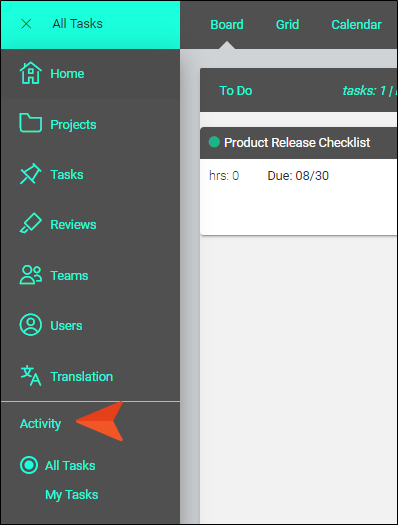 All Tasks
Board Grid Calendar
Home
Projects
Tasks
Reviews
Teams
Users
Translation
Activity
All Tasks
My Tasks
To Do tasks: 1 |
Product Release Checklist
hrs: 0 Due: 08/30